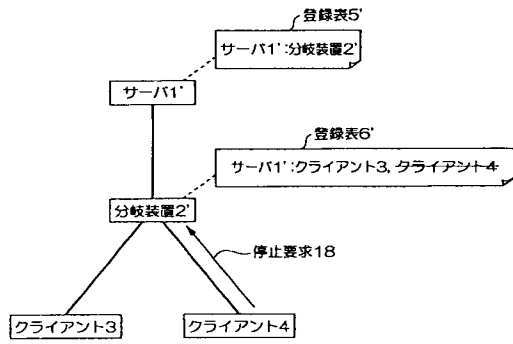 登録表5'
サーバ1':分岐装置2'
サーバ1'
登録表6'
サーバ1':クライアント3, クライアント4
分岐装置2'
停止要求18
クライアント3
クライアント4